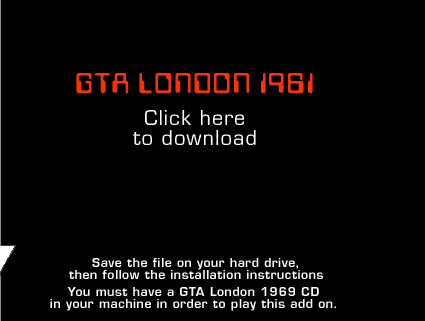 GTA LONDON 1961
Click here
to download
Save the file on your hard drive,
then follow the installation instructions
You must have a GTA London 1969 CD
in your machine in order to play this add on.